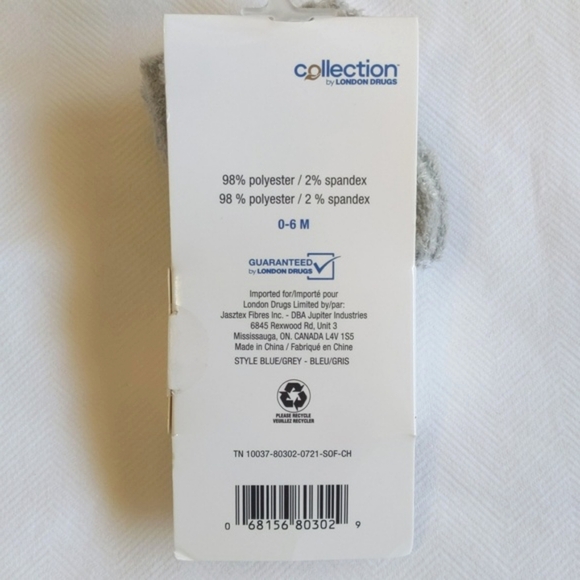 collection
by LONDON DRUGS
98% polyester / 2% spandex
98 % polyester / 2 % spandex
0-6 M
GUARANTEED
by LONDON DRUGS
Imported for/Importé pour
London Drugs Limited by/par:
Jasztex Fibres Inc. - DBA Jupiter Industries
6845 Rexwood Rd, Unit 3
Mississauga, ON. CANADA L4V 1S5
Made in China / Fabriqué en Chine
STYLE BLUE/GREY - BLEU/GRIS
PLEASE RECYCLE
VEUILLEZ RECYCLER
TN 10037-80302-0721-SOF-CH
0 68156 80302 9